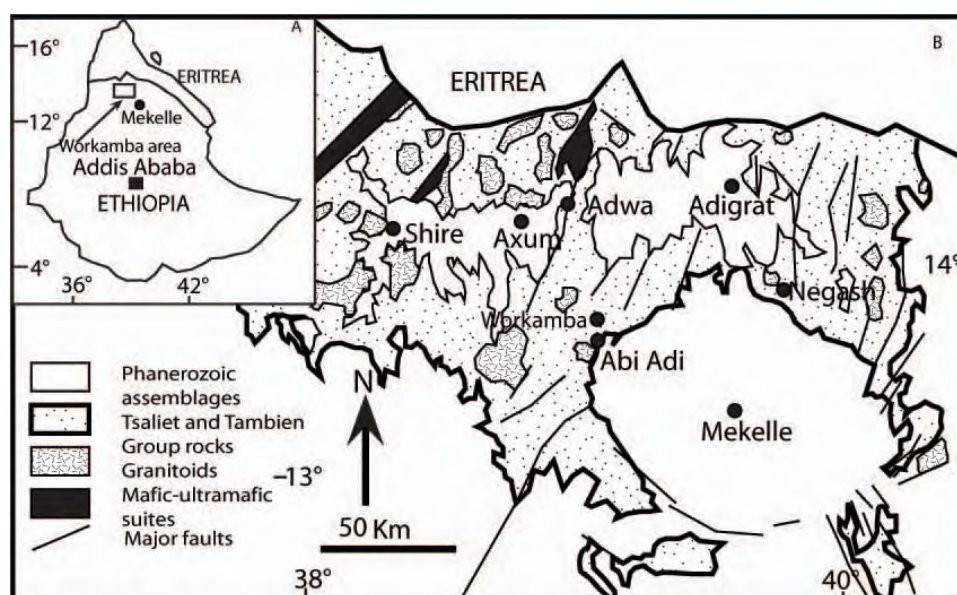 A
16°
ERITREA
12°
Mekelle
Workamba area
Addis Ababa
ETHIOPIA
4°
36°
42°
B
ERITREA
Adwa
Adigrat
Shire
Axum
14°
Negash
Workamba
Abi Adi
Mekelle
Phanerozoic
assemblages
Tsaliet and Tambien
Group rocks
Granitoids
Mafic-ultramafic
suites
Major faults
N
13°
50 Km
38°
40°